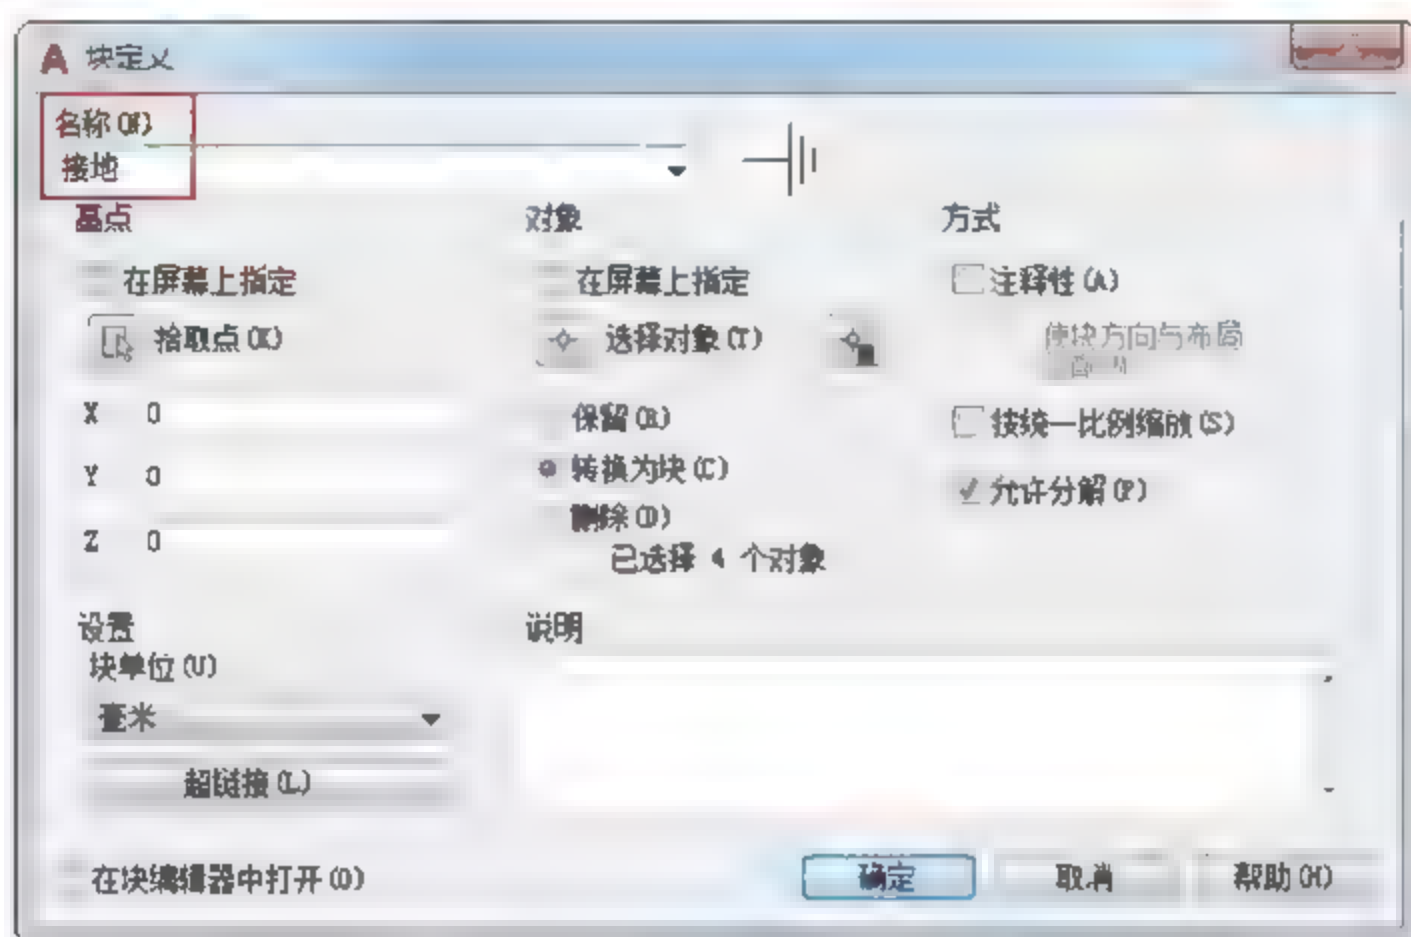 块定义
名称(N)
接地
基点
在屏幕上指定
拾取点(K)
X 0
Y 0
Z 0
对象
在屏幕上指定
选择对象(T)
保留(R)
转换为块(C)
删除(D)
已选择 4 个对象
方式
注释性(A)
使块方向与布局
按统一比例缩放(S)
允许分解(P)
设置
块单位(U)
毫米
超链接(L)
说明
在块编辑器中打开(O)
确定
取消
帮助(H)